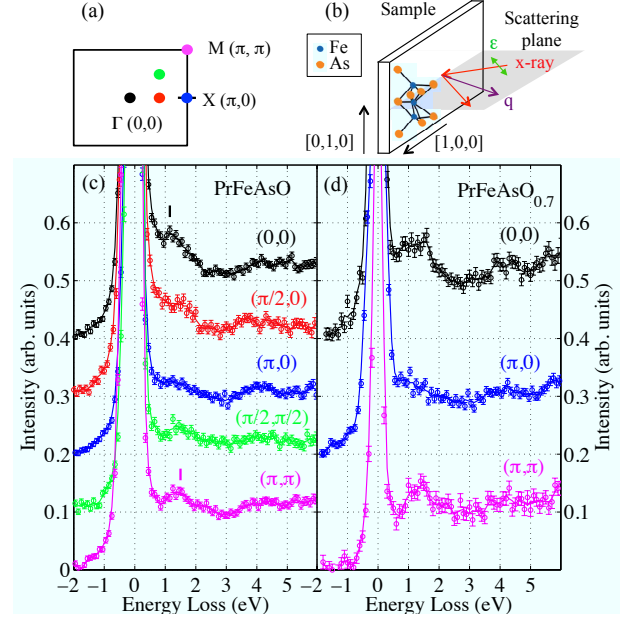 (a)
M (π, π)
X (π,0)
Γ (0,0)
(b)
Sample
Scattering
plane
Fe
As
ε
x-ray
q
[0,1,0]
[1,0,0]
(c)
PrFeAsO
(0,0)
(π/2,0)
(π,0)
(π/2,π/2)
(π,π)
Intensity (arb. units)
0.6
0.5
0.4
0.3
0.2
0.1
0
−2 −1 0 1 2 3 4 5 6
Energy Loss (eV)
(d)
PrFeAsO0.7
(0,0)
(π,0)
(π,π)
0.6
0.5
0.4
0.3
0.2
0.1
0
Intensity (arb. units)
−2 −1 0 1 2 3 4 5 6
Energy Loss (eV)